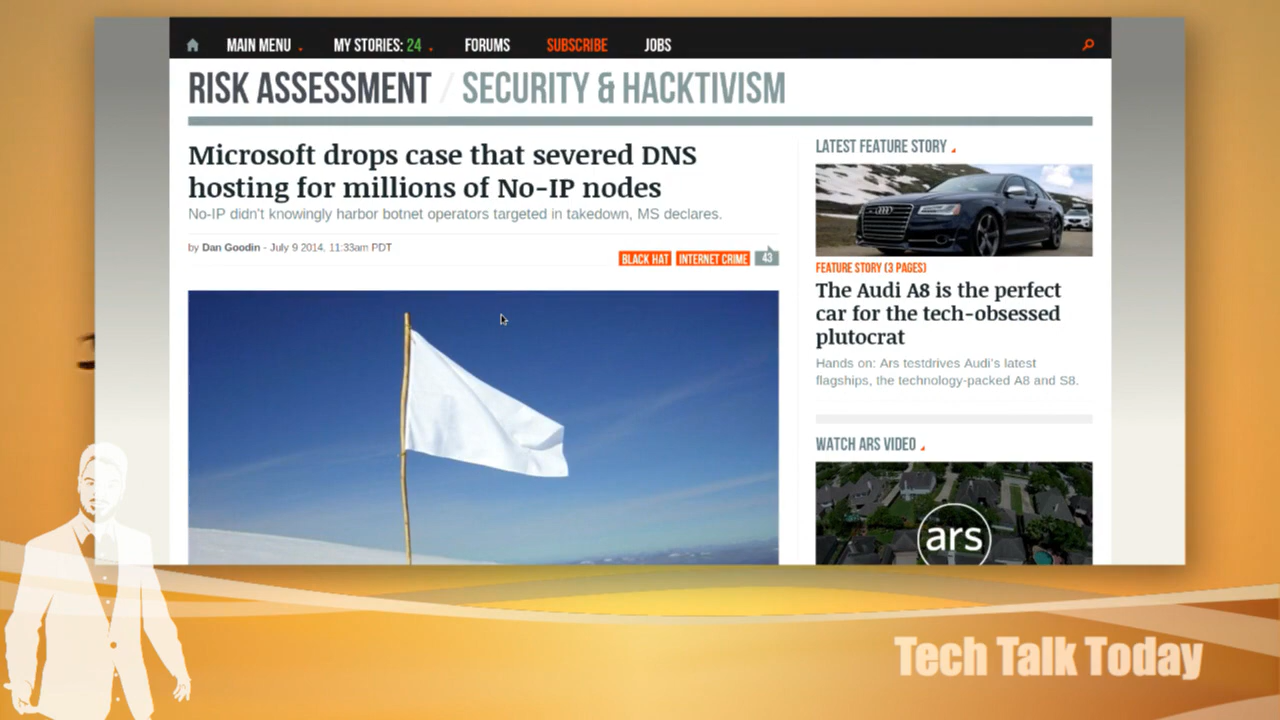 MAIN MENU
MY STORIES: 24
FORUMS
SUBSCRIBE
JOBS
RISK ASSESSMENT / SECURITY & HACKTIVISM
Microsoft drops case that severed DNS
hosting for millions of No-IP nodes
No-IP didn't knowingly harbor botnet operators targeted in takedown, MS declares.
by Dan Goodin - July 9 2014, 11:33am PDT
BLACK HAT
INTERNET CRIME
43
LATEST FEATURE STORY
FEATURE STORY (3 PAGES)
The Audi A8 is the perfect
car for the tech-obsessed
plutocrat
Hands on: Ars testdrives Audi's latest
flagships, the technology-packed A8 and S8.
WATCH ARS VIDEO
ars
Tech Talk Today